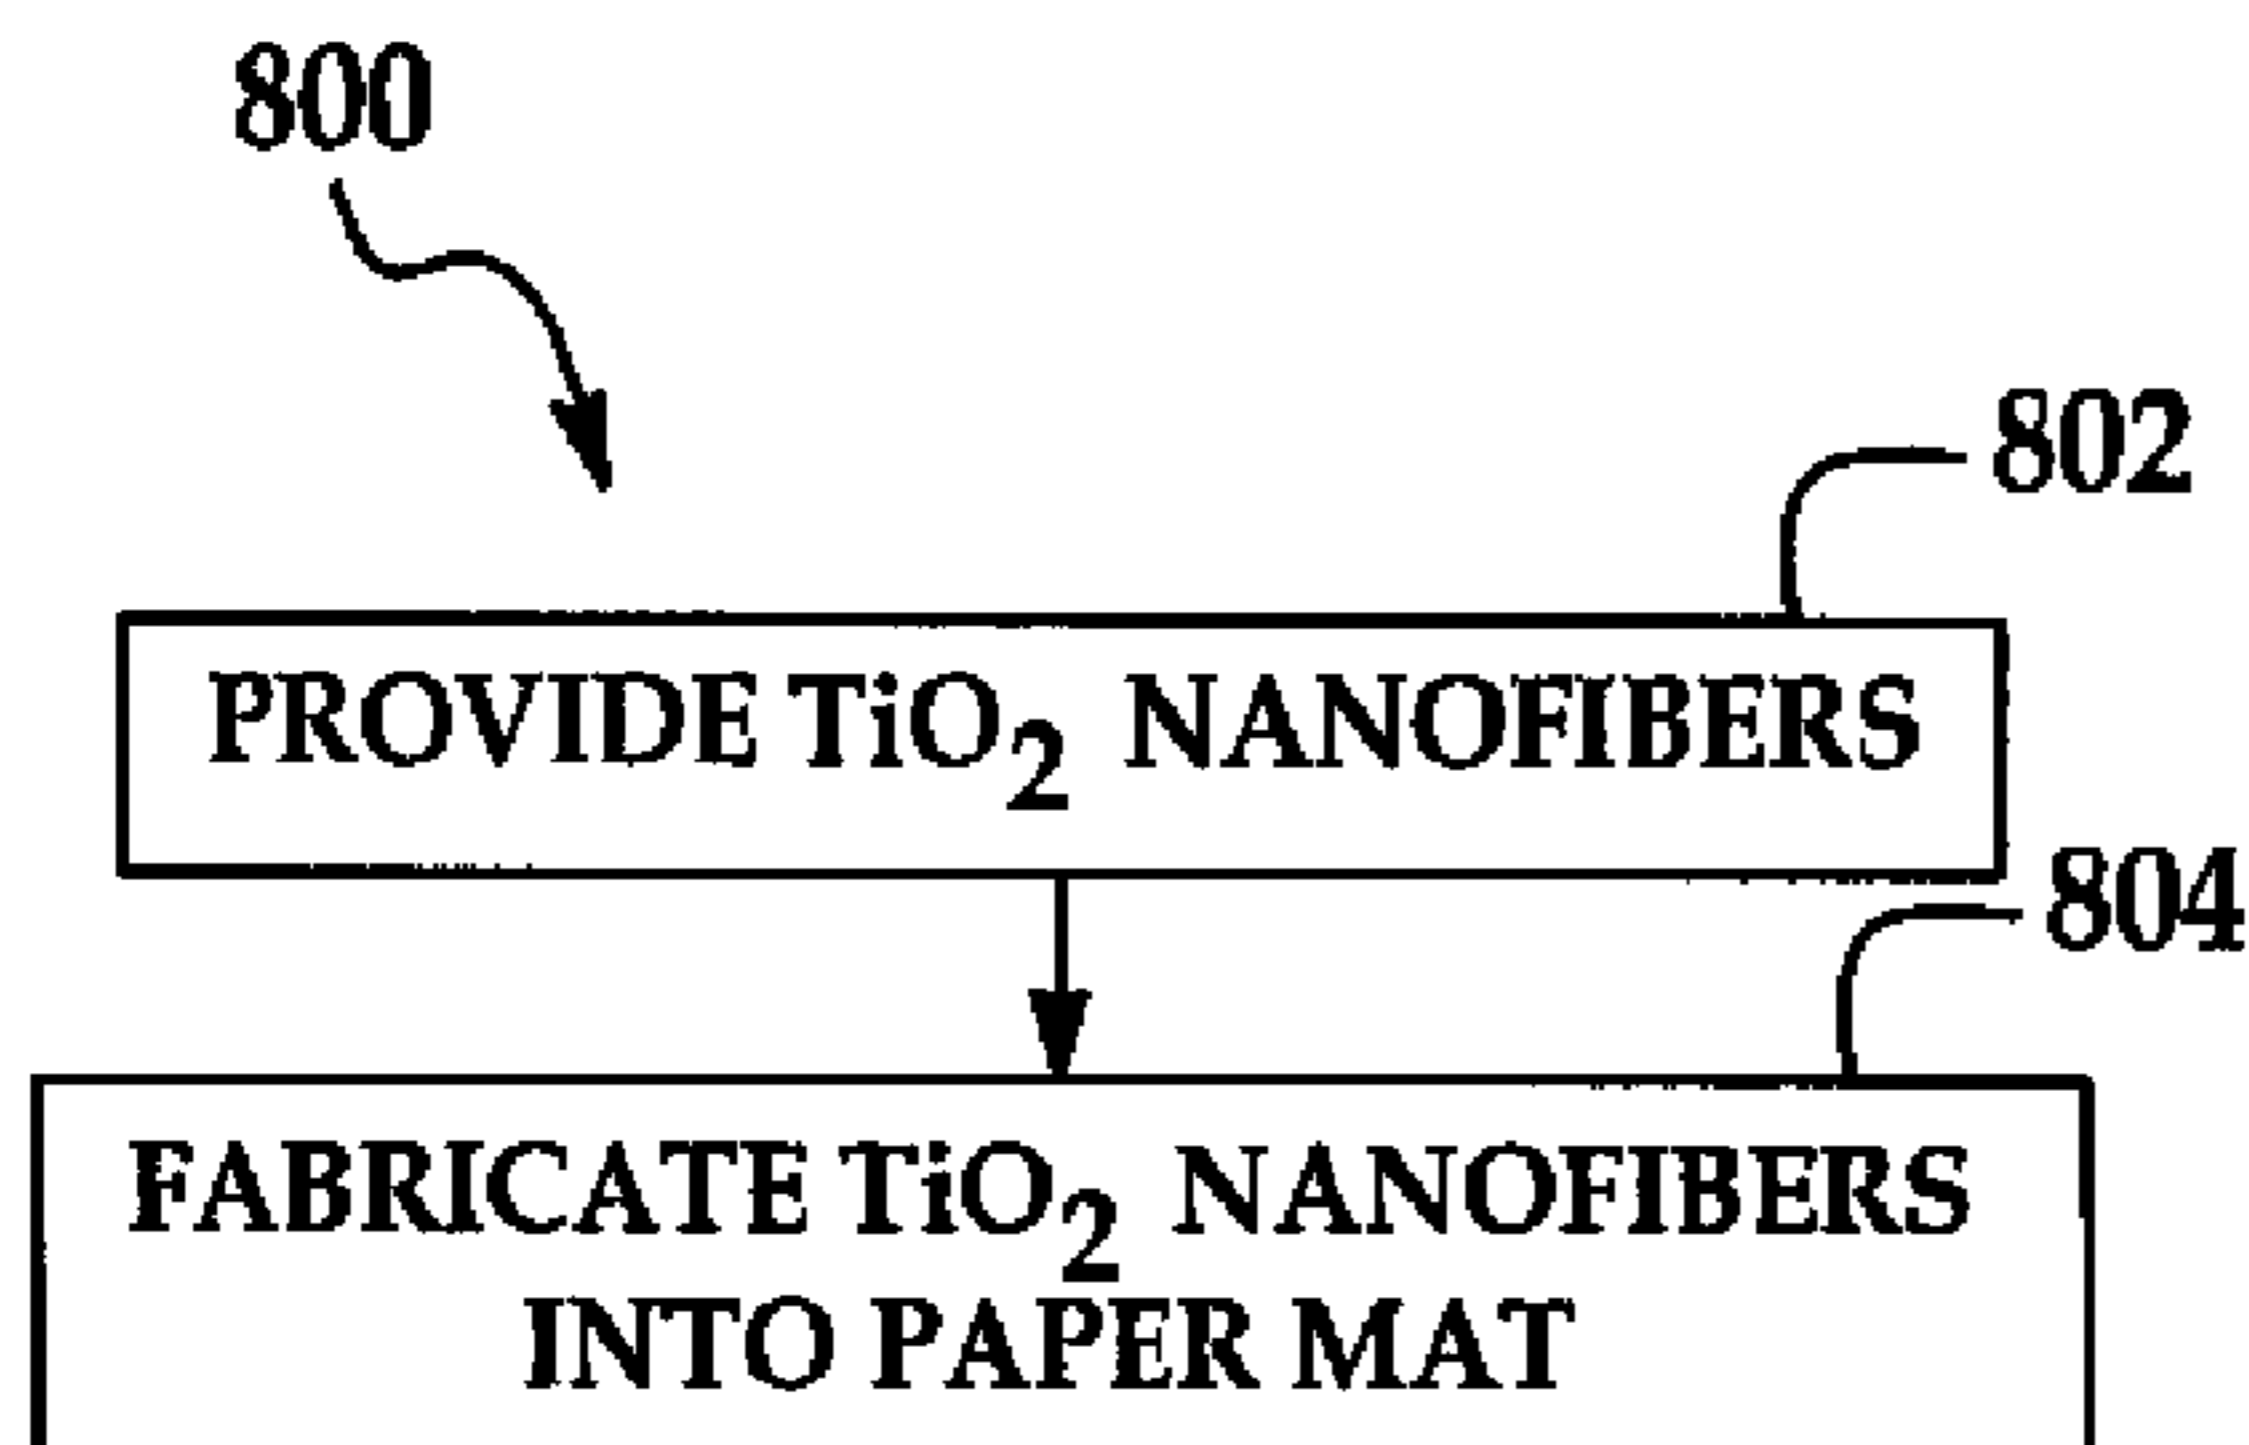 800
802
PROVIDE TiO₂ NANOFIBERS
804
FABRICATE TiO₂ NANOFIBERS
INTO PAPER MAT